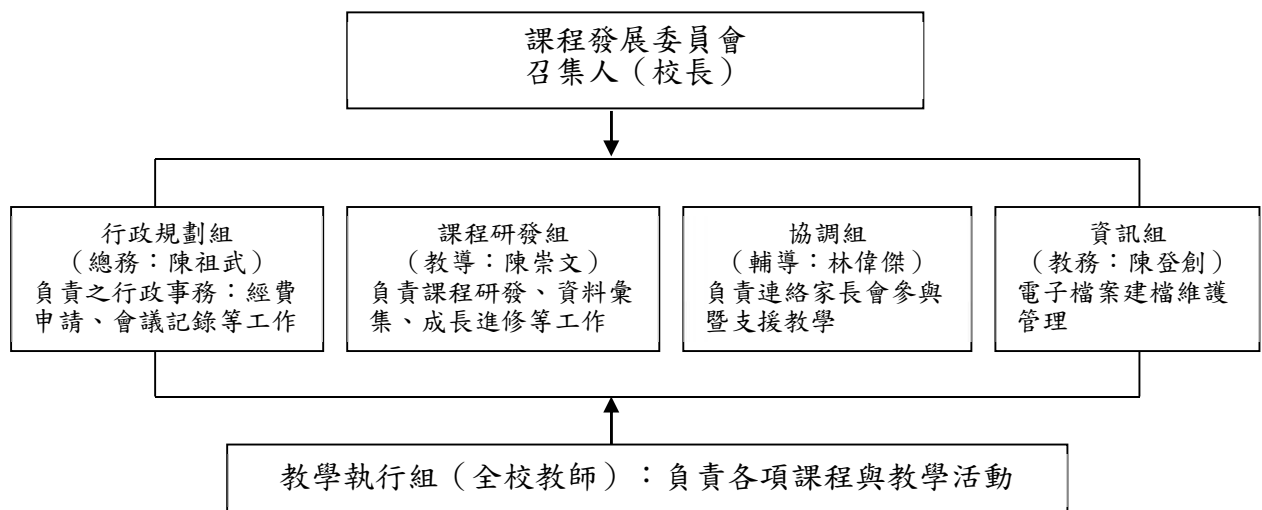 課程發展委員會
召集人（校長）
行政規劃組
（總務：陳祖武）
負責之行政事務：經費
申請、會議記錄等工作
課程研發組
（教導：陳崇文）
負責課程研發、資料彙
集、成長進修等工作
協調組
（輔導：林偉傑）
負責連絡家長會參與
暨支援教學
資訊組
（教務：陳登創）
電子檔案建檔維護
管理
教學執行組（全校教師）：負責各項課程與教學活動